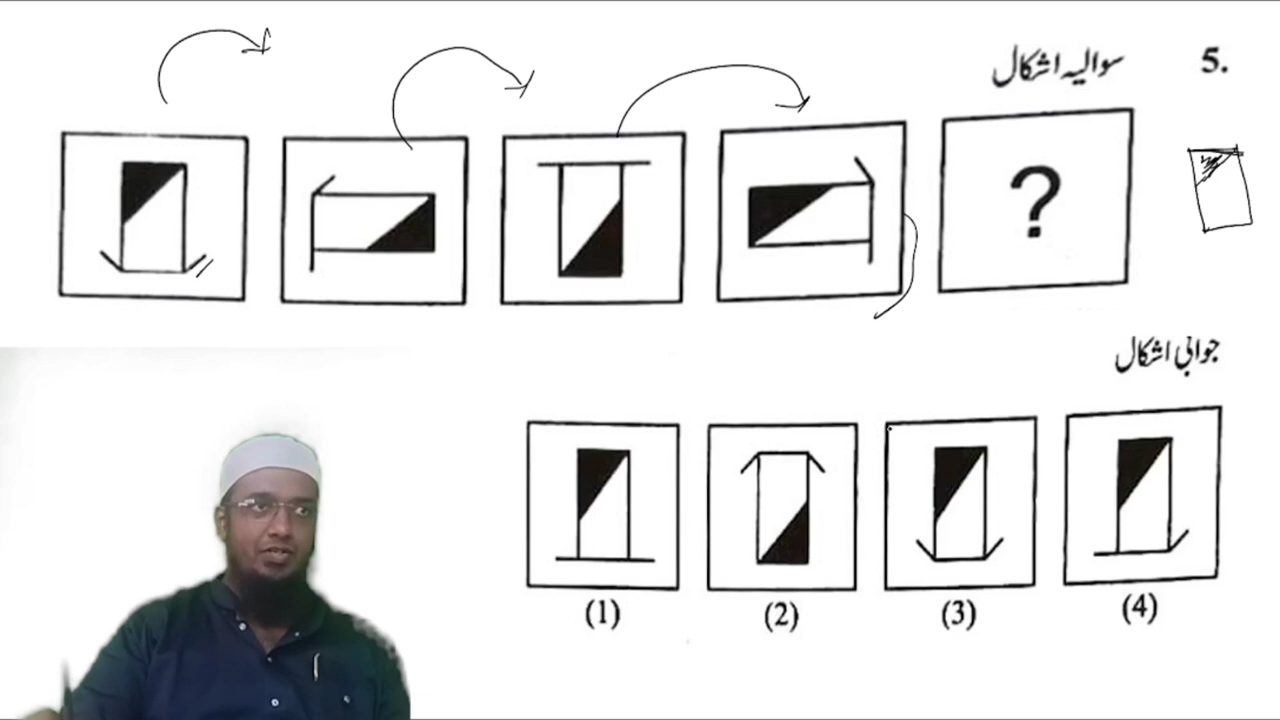 5. سوالیہ اشکال
?
جوابی اشکال
(1) (2) (3) (4)